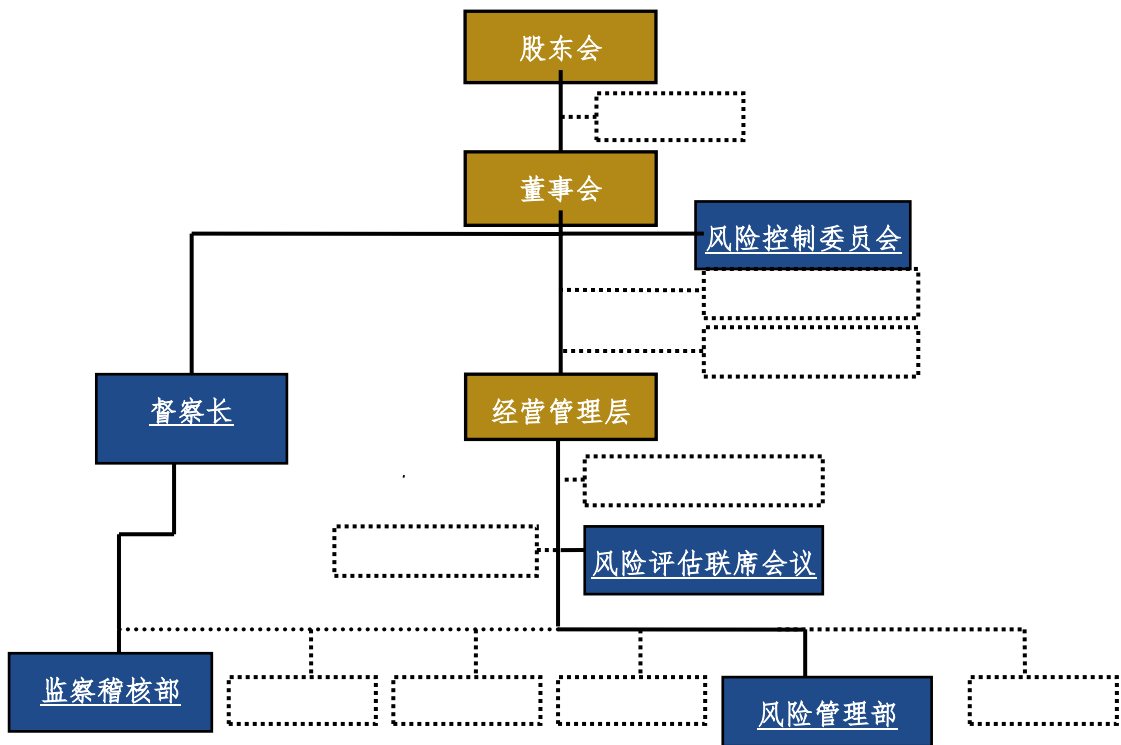 股东会
董事会
风险控制委员会
督察长
经营管理层
风险评估联席会议
监察稽核部
风险管理部